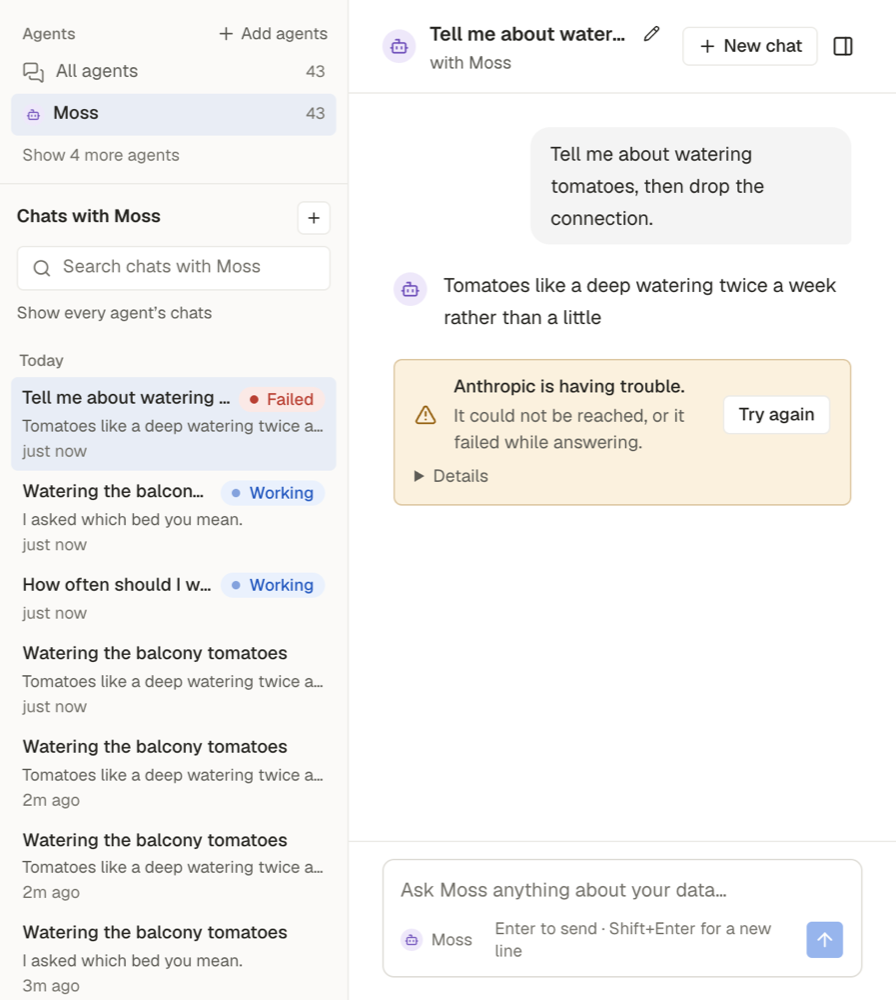 Agents
Add agents
All agents
43
Moss
43
Show 4 more agents
Chats with Moss
Search chats with Moss
Show every agent's chats
Today
Tell me about watering ...
Failed
Tomatoes like a deep watering twice a...
just now
Watering the balcon...
Working
I asked which bed you mean.
just now
How often should I w...
Working
just now
Watering the balcony tomatoes
Tomatoes like a deep watering twice a...
just now
Watering the balcony tomatoes
Tomatoes like a deep watering twice a...
2m ago
Watering the balcony tomatoes
Tomatoes like a deep watering twice a...
2m ago
Watering the balcony tomatoes
I asked which bed you mean.
3m ago
Tell me about water...
with Moss
New chat
Tell me about watering
tomatoes, then drop the
connection.
Tomatoes like a deep watering twice a week
rather than a little
Anthropic is having trouble.
It could not be reached, or it
failed while answering.
Try again
Details
Ask Moss anything about your data...
Moss
Enter to send · Shift+Enter for a new
line